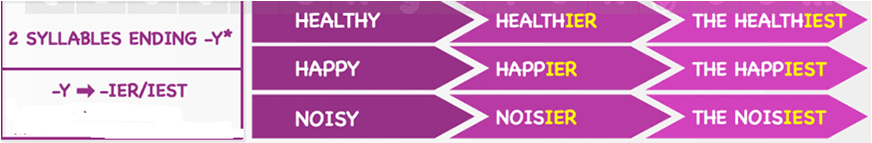 2 SYLLABLES ENDING -Y*
-Y ➡ -IER/IEST
HEALTHY HEALTHIER THE HEALTHIEST
HAPPY HAPPIER THE HAPPIEST
NOISY NOISIER THE NOISIEST